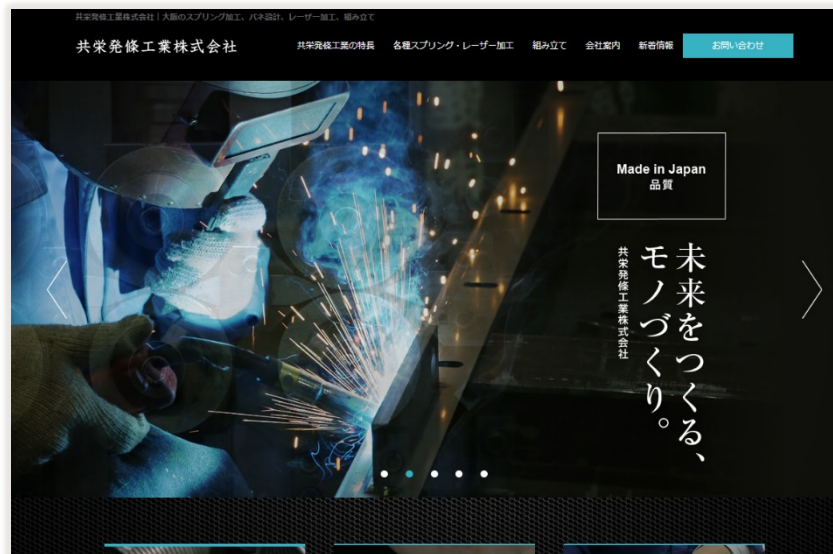 共栄発條工業株式会社｜大阪のスプリング加工、バネ設計、レーザー加工、組み立て
共栄発條工業株式会社
共栄発條工業の特長 各種スプリング・レーザー加工 組み立て 会社案内 新着情報 お問い合わせ
Made in Japan
品質
未来をつくる、
モノづくり。
共栄発條工業株式会社